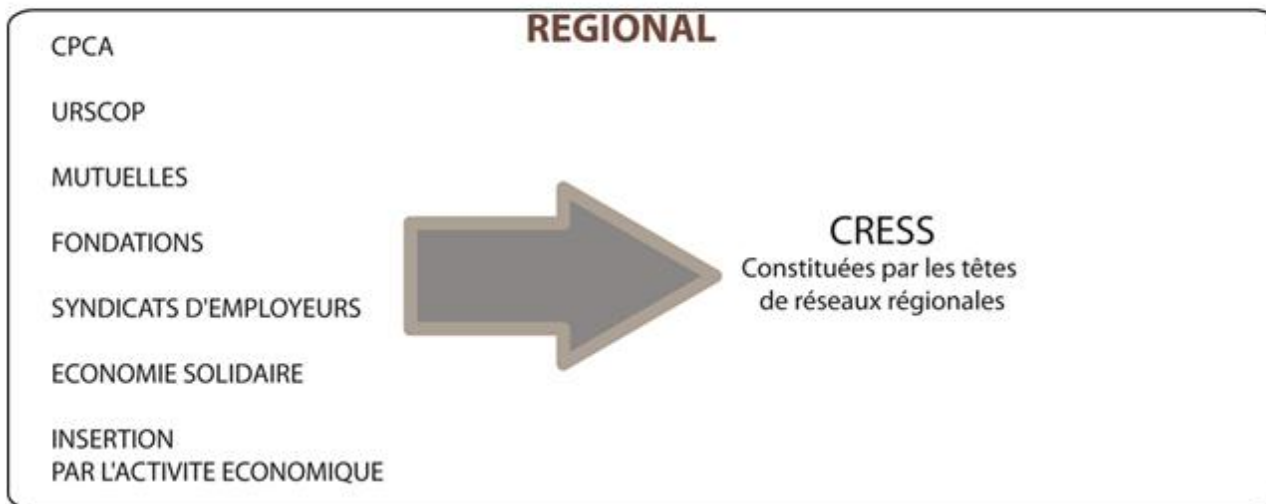 REGIONAL
CPCA
URSCOP
MUTUELLES
FONDATIONS
SYNDICATS D'EMPLOYEURS
ECONOMIE SOLIDAIRE
INSERTION
PAR L'ACTIVITE ECONOMIQUE
CRESS
Constituées par les têtes
de réseaux régionales